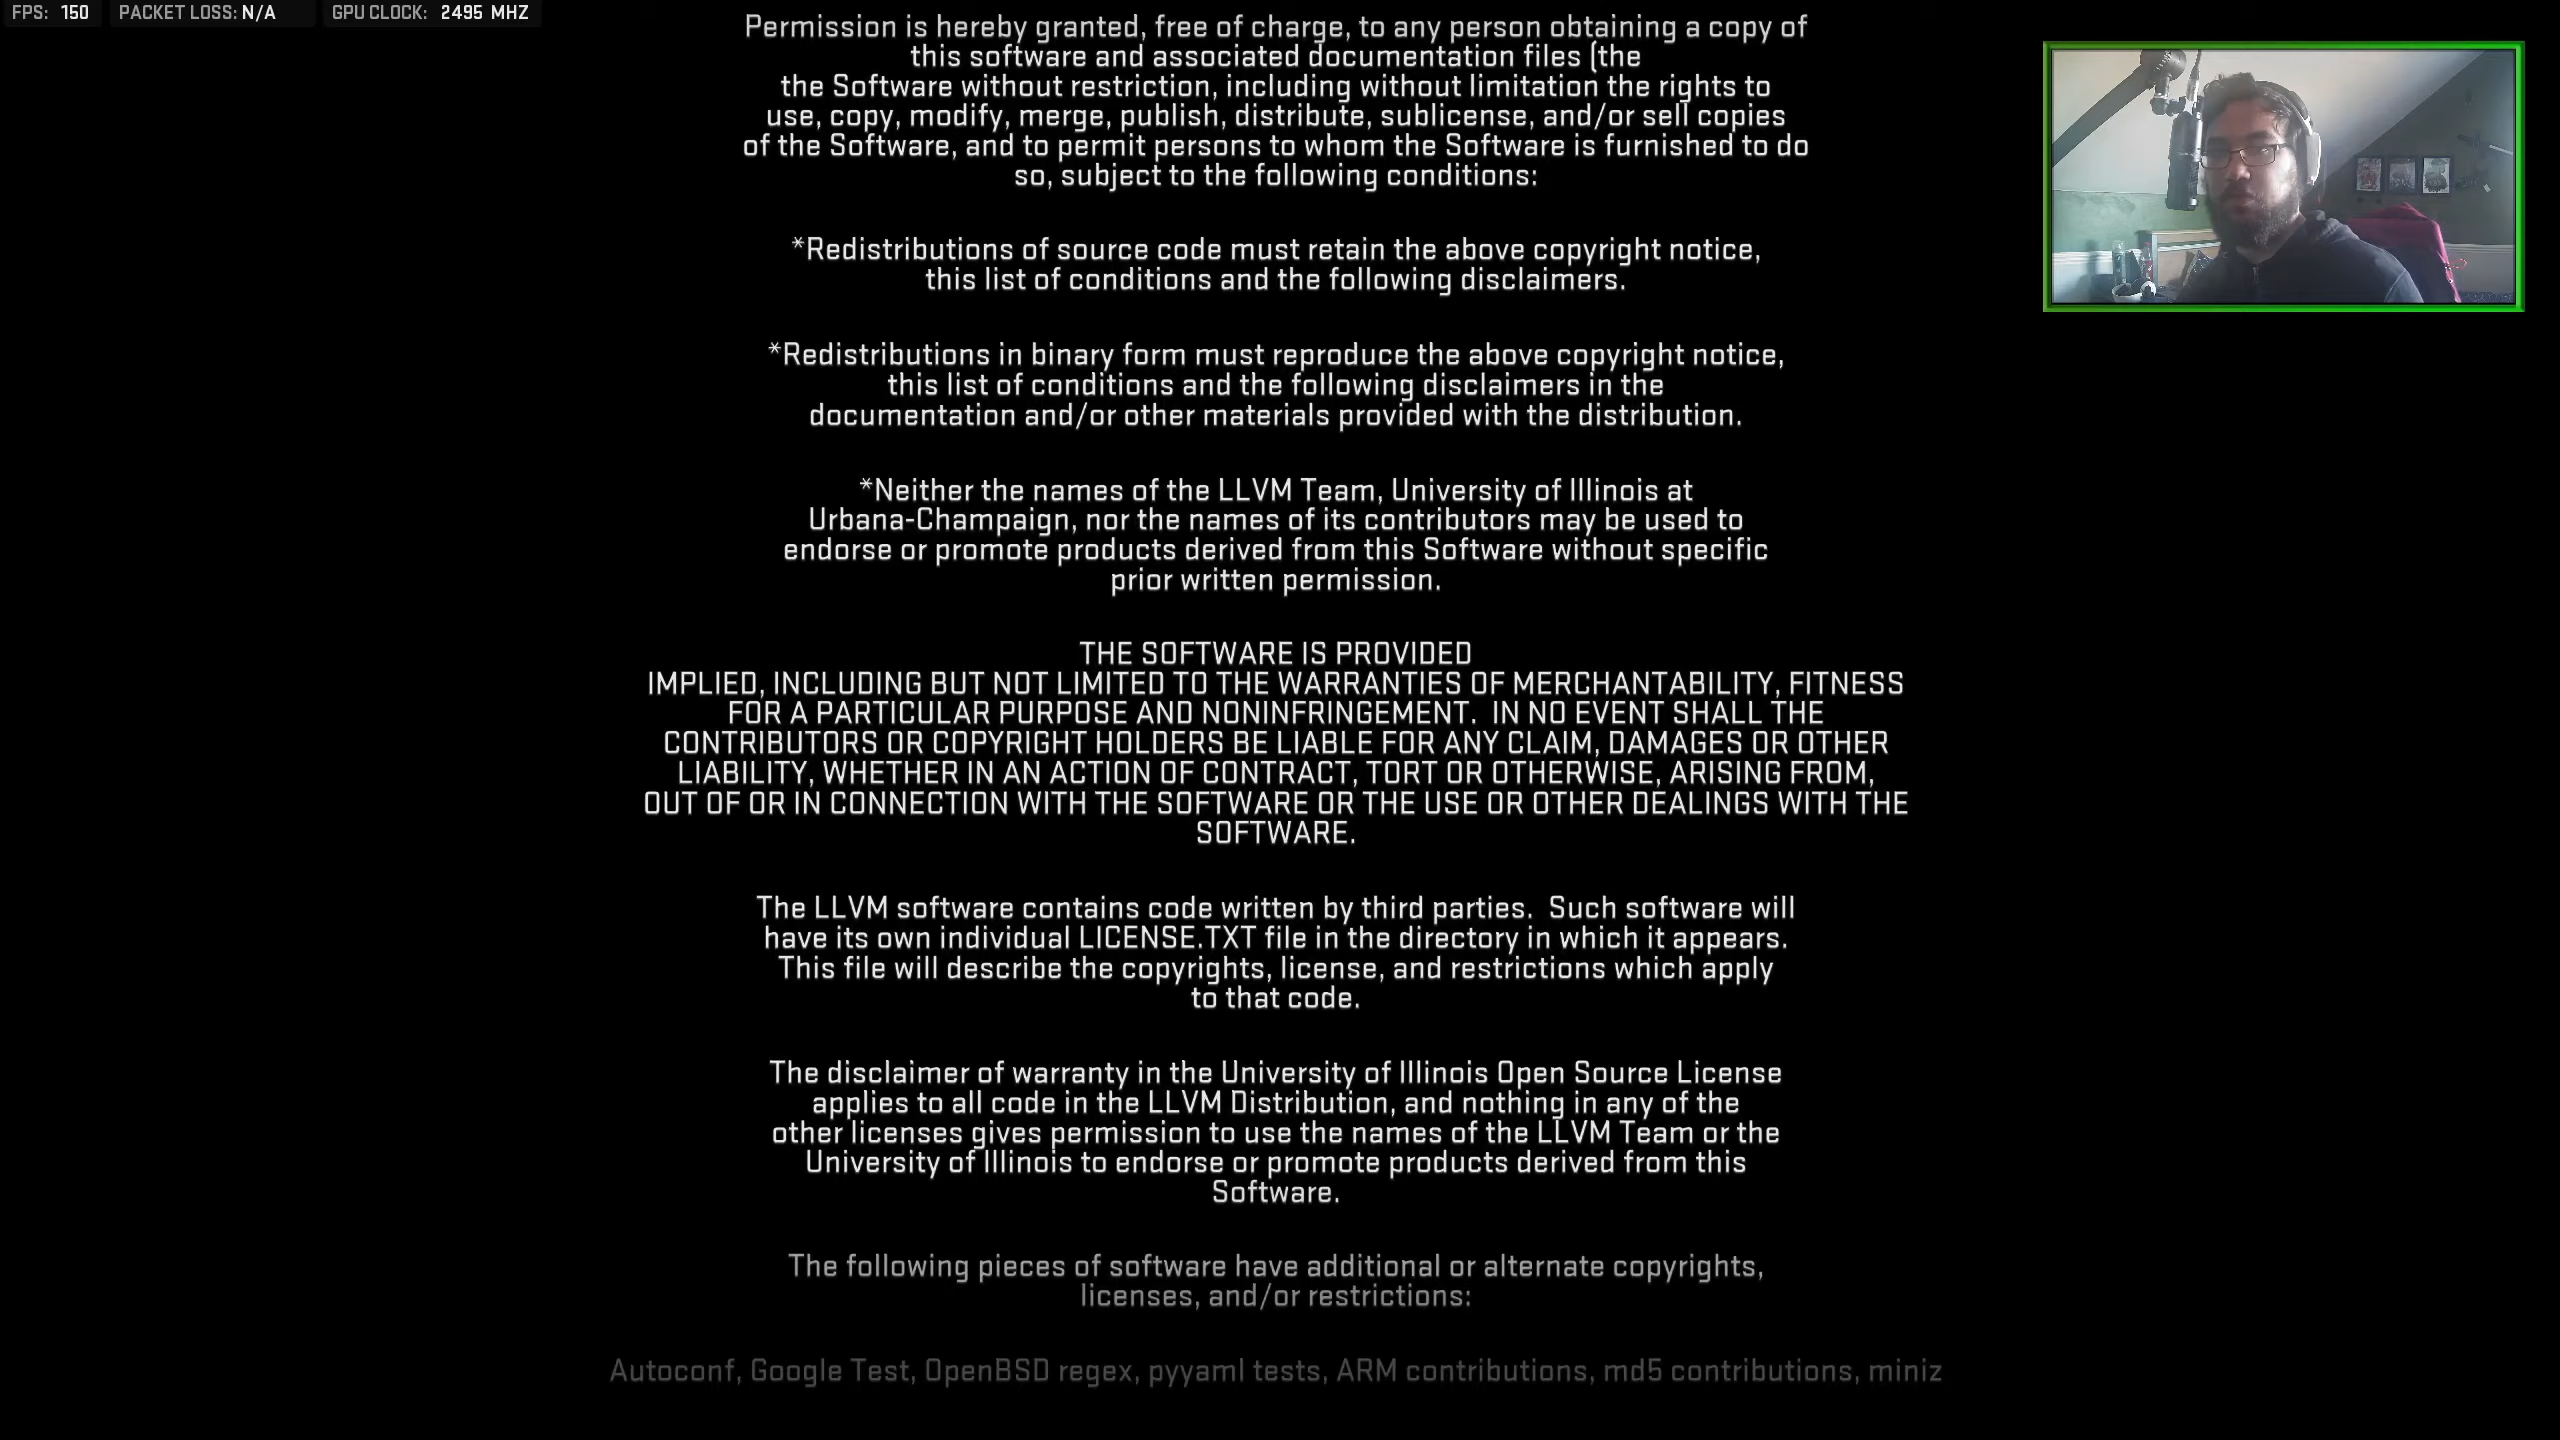 FPS: 150 PACKET LOSS: N/A GPU CLOCK: 2495 MHZ
Permission is hereby granted, free of charge, to any person obtaining a copy of
this software and associated documentation files (the
the Software without restriction, including without limitation the rights to
use, copy, modify, merge, publish, distribute, sublicense, and/or sell copies
of the Software, and to permit persons to whom the Software is furnished to do
so, subject to the following conditions:
*Redistributions of source code must retain the above copyright notice,
this list of conditions and the following disclaimers.
*Redistributions in binary form must reproduce the above copyright notice,
this list of conditions and the following disclaimers in the
documentation and/or other materials provided with the distribution.
*Neither the names of the LLVM Team, University of Illinois at
Urbana-Champaign, nor the names of its contributors may be used to
endorse or promote products derived from this Software without specific
prior written permission.
THE SOFTWARE IS PROVIDED
IMPLIED, INCLUDING BUT NOT LIMITED TO THE WARRANTIES OF MERCHANTABILITY, FITNESS
FOR A PARTICULAR PURPOSE AND NONINFRINGEMENT.  IN NO EVENT SHALL THE
CONTRIBUTORS OR COPYRIGHT HOLDERS BE LIABLE FOR ANY CLAIM, DAMAGES OR OTHER
LIABILITY, WHETHER IN AN ACTION OF CONTRACT, TORT OR OTHERWISE, ARISING FROM,
OUT OF OR IN CONNECTION WITH THE SOFTWARE OR THE USE OR OTHER DEALINGS WITH THE
SOFTWARE.
The LLVM software contains code written by third parties.  Such software will
have its own individual LICENSE.TXT file in the directory in which it appears.
This file will describe the copyrights, license, and restrictions which apply
to that code.
The disclaimer of warranty in the University of Illinois Open Source License
applies to all code in the LLVM Distribution, and nothing in any of the
other licenses gives permission to use the names of the LLVM Team or the
University of Illinois to endorse or promote products derived from this
Software.
The following pieces of software have additional or alternate copyrights,
licenses, and/or restrictions:
Autoconf, Google Test, OpenBSD regex, pyyaml tests, ARM contributions, md5 contributions, miniz